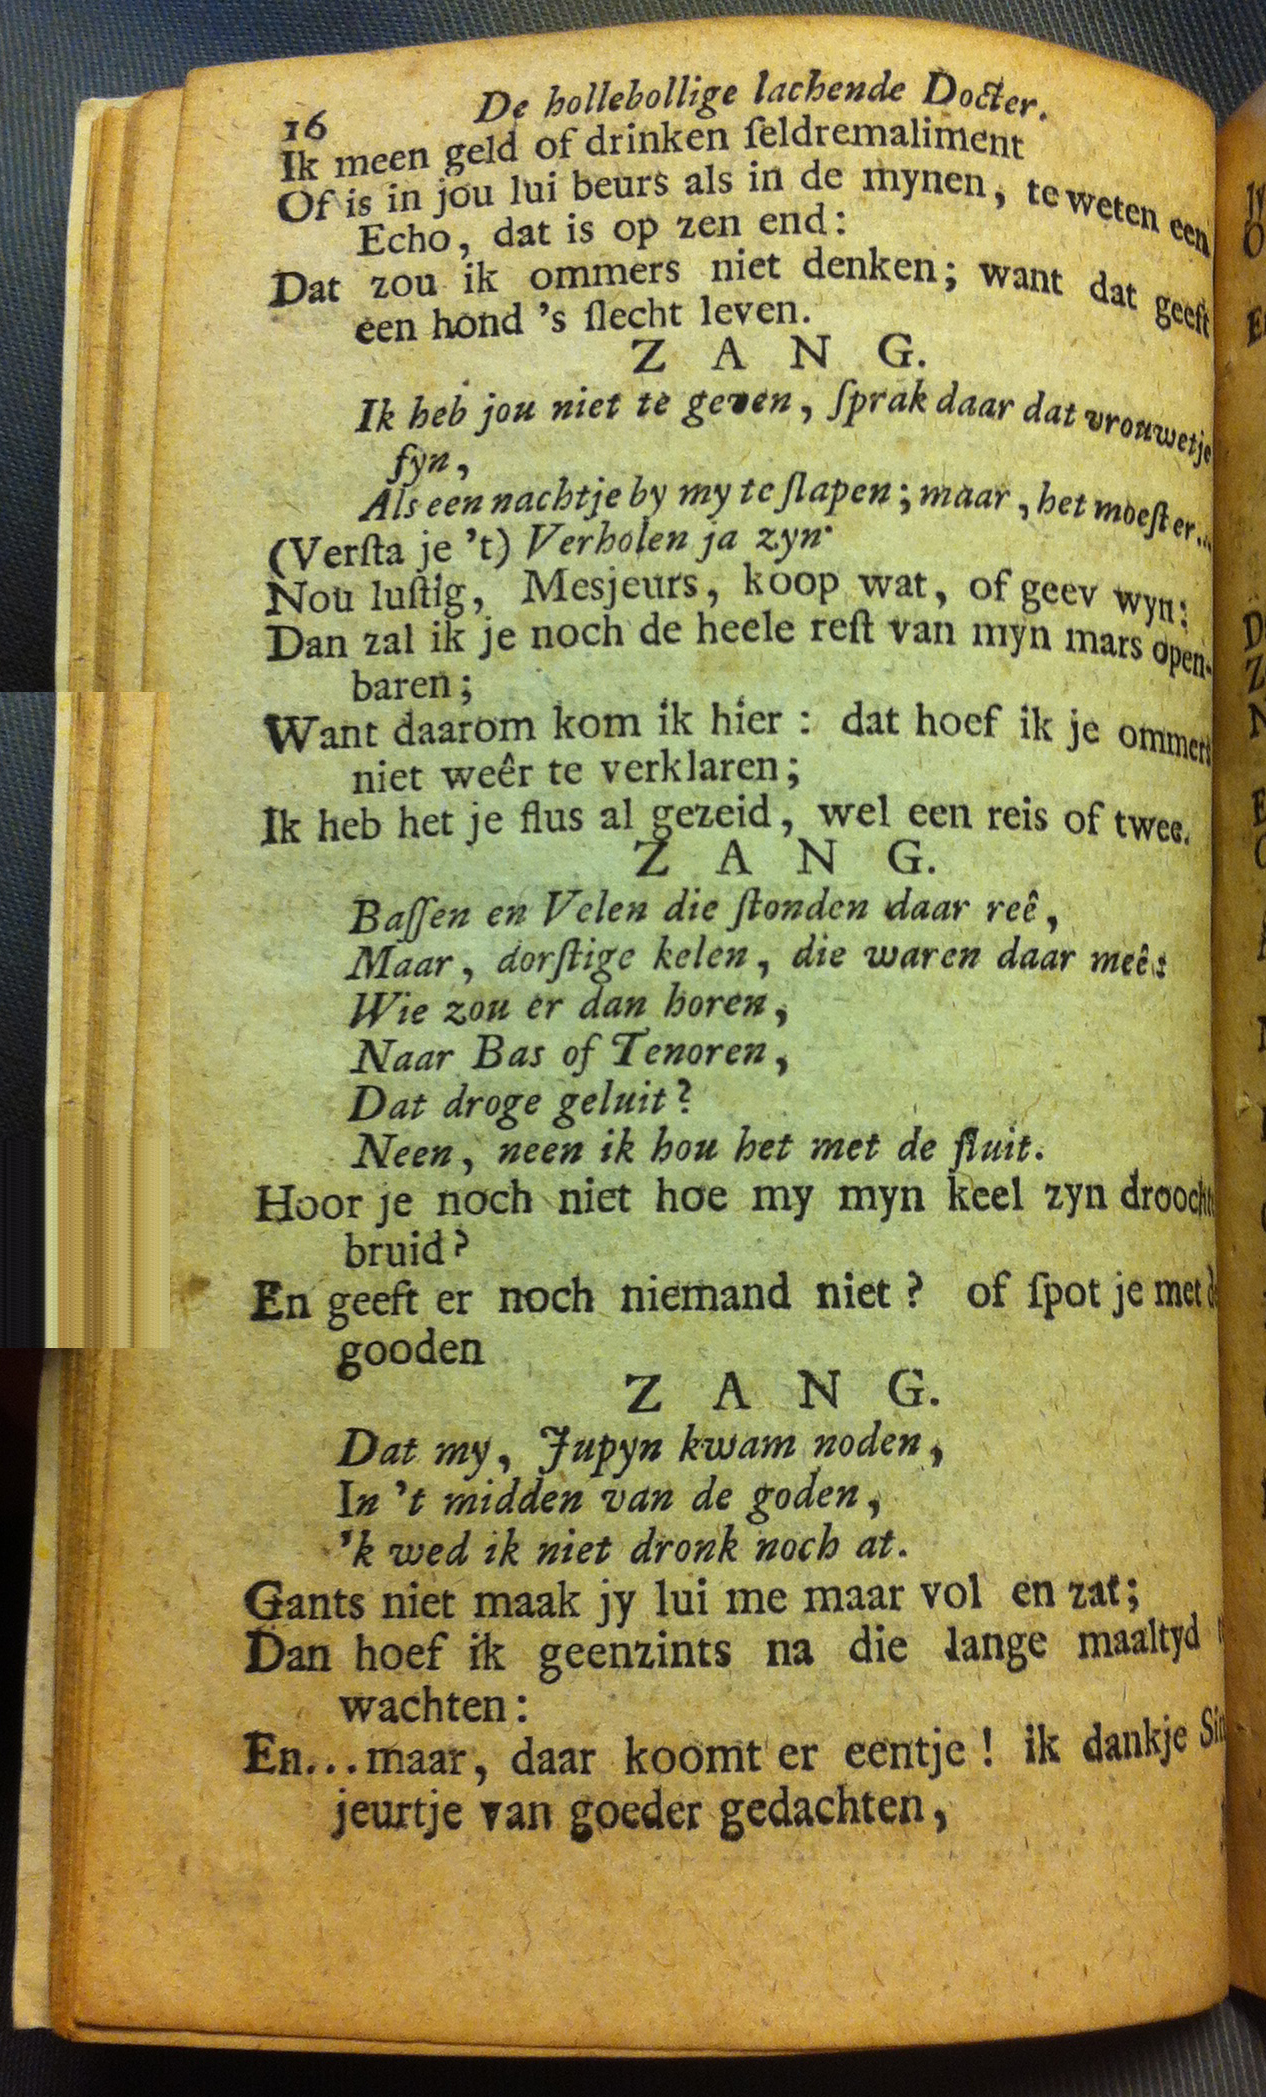 16 De hollebollige lachende Docter.
Ik meen geld of drinken ſeldremaliment
Of is in jou lui beurs als in de mynen, te weten een
Echo, dat is op zen end:
Dat zou ik ommers niet denken; want dat geeft
een hond 's ſlecht leven.
Z A N G.
Ik heb jou niet te geven, ſprak daar dat vrouwetje
fyn,
Als een nachtje by my te ſlapen; maar, het moeſt er...
(Verſta je 't) Verholen ja zyn.
Nou luſtig, Mesjeurs, koop wat, of geev wyn:
Dan zal ik je noch de heele reſt van myn mars open-
baren;
Want daarom kom ik hier: dat hoef ik je ommers
niet weêr te verklaren;
Ik heb het je flus al gezeid, wel een reis of twee.
Z A N G.
Baſſen en Velen die ſtonden daar reê,
Maar, dorſtige kelen, die waren daar meê:
Wie zou er dan horen,
Naar Bas of Tenoren,
Dat droge geluit?
Neen, neen ik hou het met de fluit.
Hoor je noch niet hoe my myn keel zyn droochte
bruid?
En geeft er noch niemand niet? of ſpot je met
gooden
Z A N G.
Dat my, Jupyn kwam noden,
In 't midden van de goden,
'k wed ik niet dronk noch at.
Gants niet maak jy lui me maar vol en zat;
Dan hoef ik geenzints na die lange maaltyd
wachten:
En... maar, daar koomt er eentje! ik dankje Sin
jeurtje van goeder gedachten,